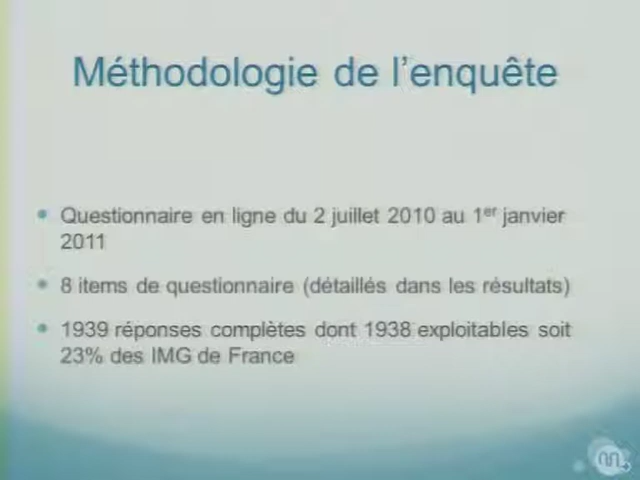 Méthodologie de l’enquête
Questionnaire en ligne du 2 juillet 2010 au 1er janvier
2011
8 items de questionnaire (détaillés dans les résultats)
1939 réponses complètes dont 1938 exploitables soit
23% des IMG de France